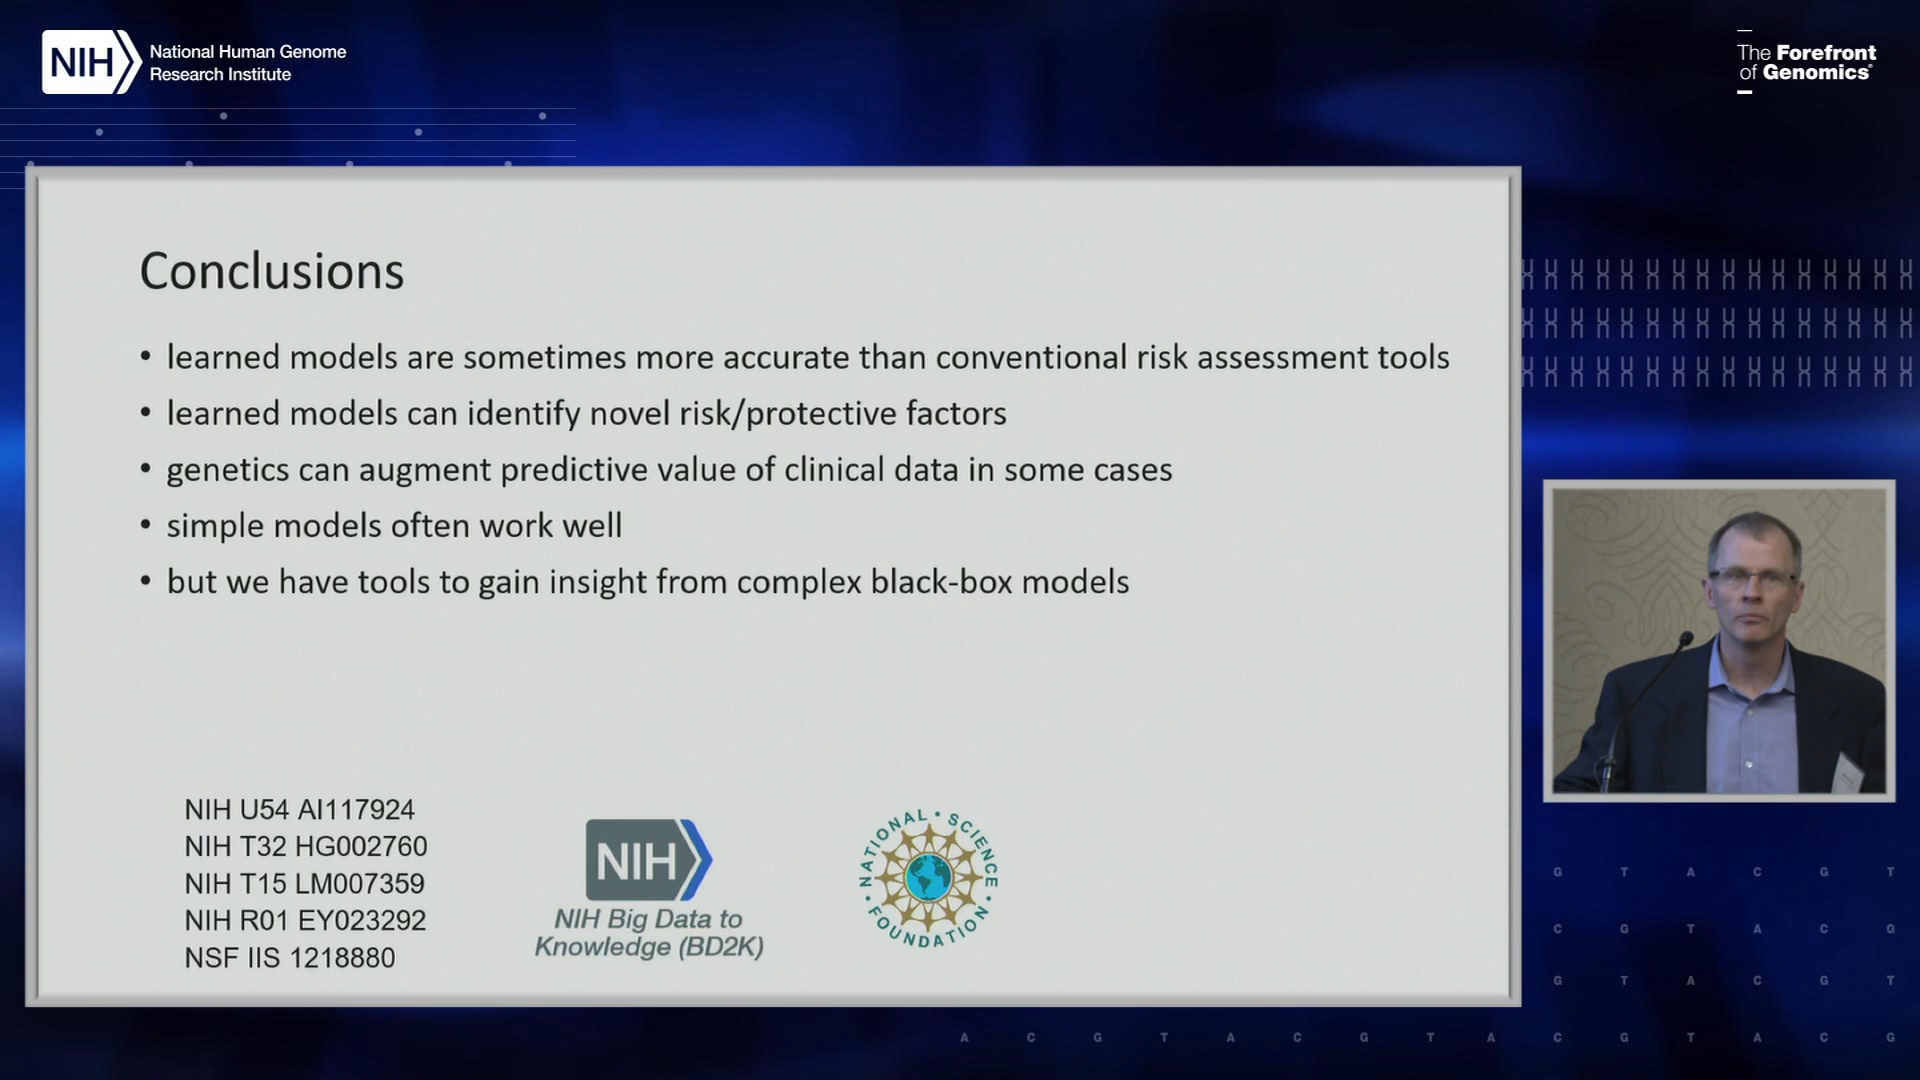 NIH National Human Genome
Research Institute
The Forefront
of Genomics®
Conclusions
• learned models are sometimes more accurate than conventional risk assessment tools
• learned models can identify novel risk/protective factors
• genetics can augment predictive value of clinical data in some cases
• simple models often work well
• but we have tools to gain insight from complex black-box models
NIH U54 AI117924
NIH T32 HG002760
NIH T15 LM007359
NIH R01 EY023292
NSF IIS 1218880
NIH
NIH Big Data to
Knowledge (BD2K)
NATIONAL • SCIENCE • FOUNDATION •
G T A C G T
C G T A C G
G T A C G T
A C G T A C G T A C G T A C G